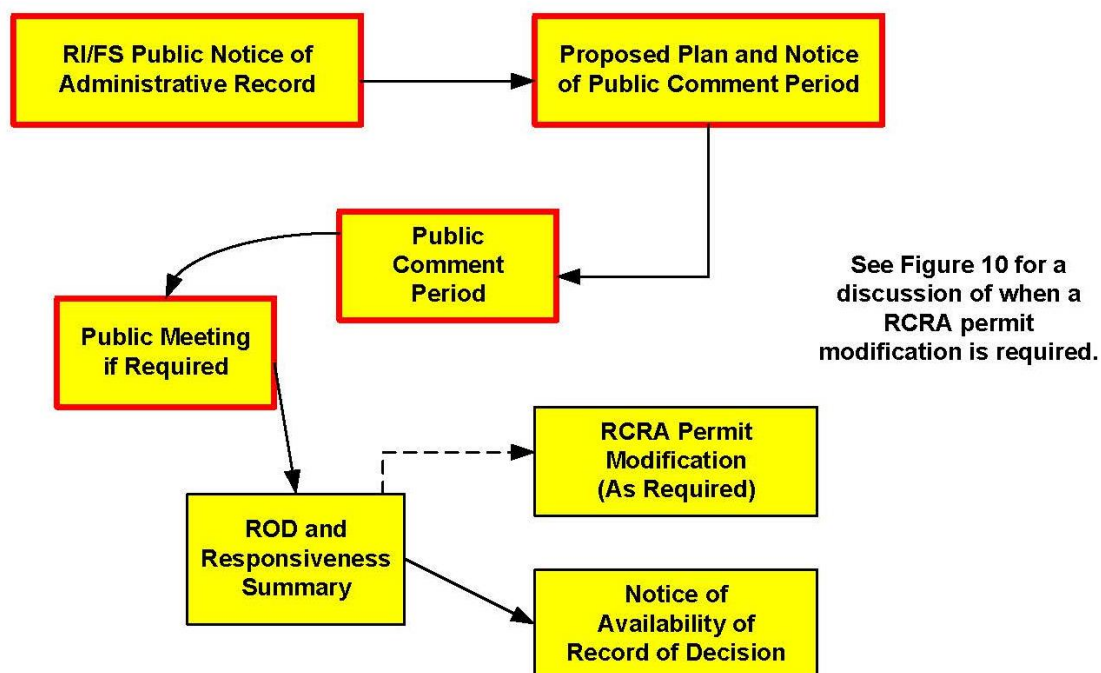 RI/FS Public Notice of
Administrative Record
Proposed Plan and Notice
of Public Comment Period
Public
Comment
Period
See Figure 10 for a
discussion of when a
RCRA permit
modification is required.
Public Meeting
if Required
RCRA Permit
Modification
(As Required)
ROD and
Responsiveness
Summary
Notice of
Availability of
Record of Decision